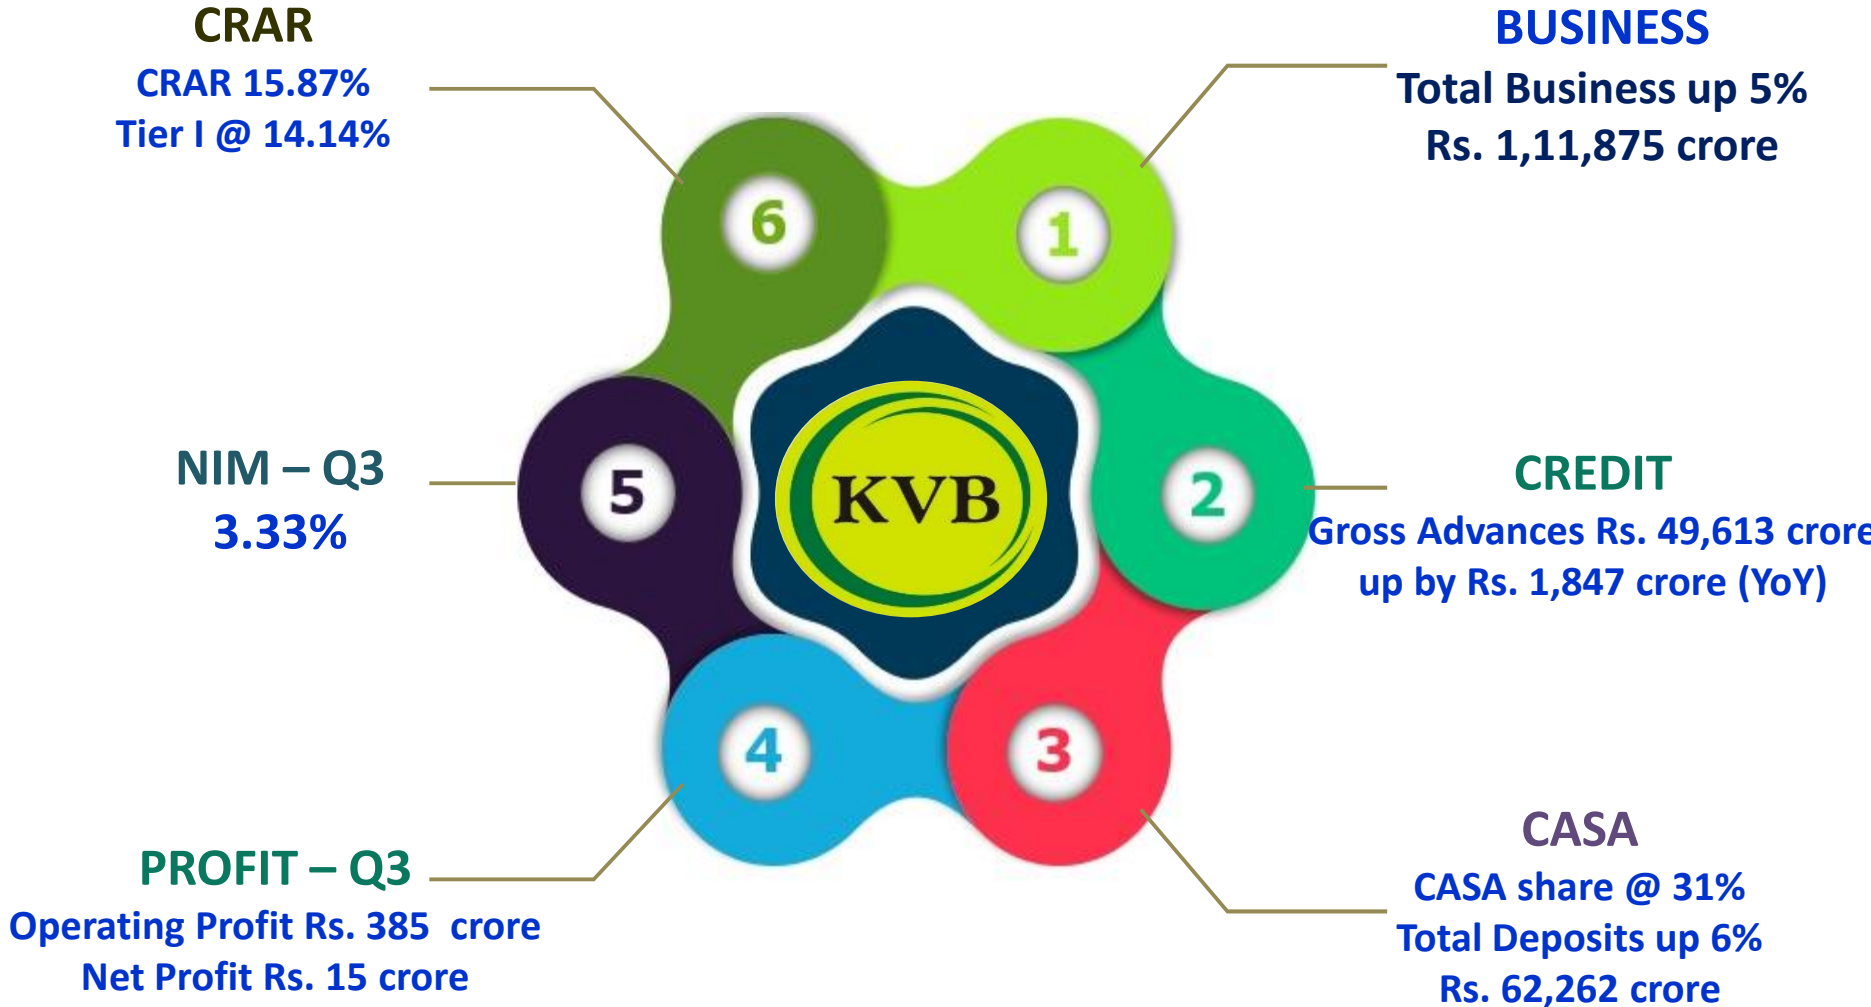 CRAR
CRAR 15.87%
Tier I @ 14.14%
BUSINESS
Total Business up 5%
Rs. 1,11,875 crore
6
1
NIM – Q3
3.33%
5
KVB
2
CREDIT
Gross Advances Rs. 49,613 crore
up by Rs. 1,847 crore (YoY)
4
3
PROFIT – Q3
Operating Profit Rs. 385 crore
Net Profit Rs. 15 crore
CASA
CASA share @ 31%
Total Deposits up 6%
Rs. 62,262 crore